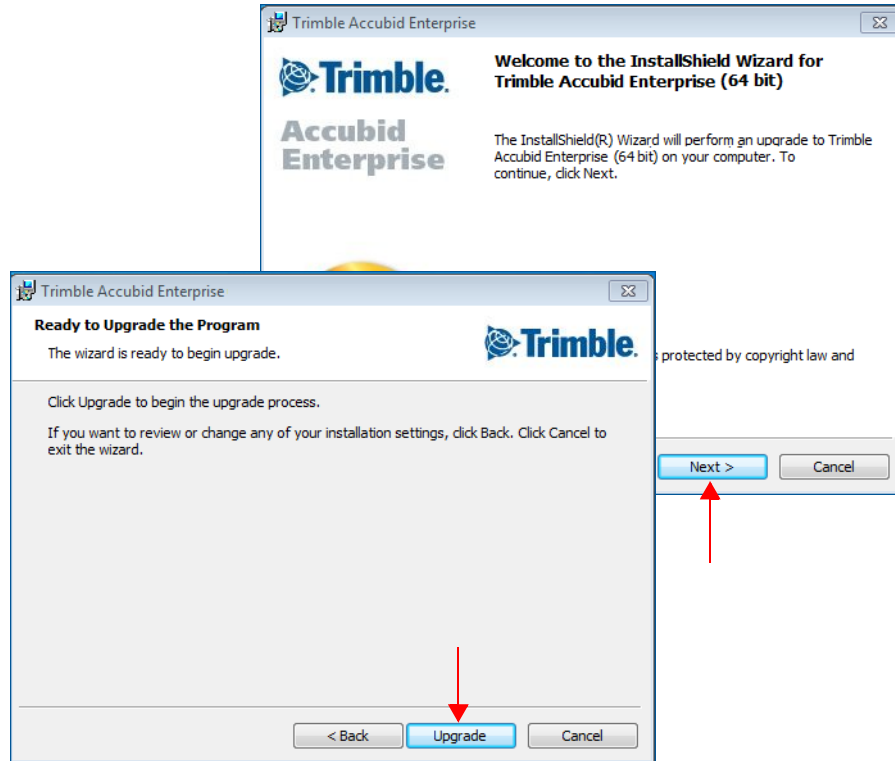 Trimble Accubid Enterprise
Trimble.
Accubid
Enterprise
Welcome to the InstallShield Wizard for
Trimble Accubid Enterprise (64 bit)
The InstallShield(R) Wizard will perform an upgrade to Trimble
Accubid Enterprise (64 bit) on your computer. To
continue, click Next.
protected by copyright law and
Next >
Cancel
Trimble Accubid Enterprise
Ready to Upgrade the Program
The wizard is ready to begin upgrade.
Trimble.
Click Upgrade to begin the upgrade process.
If you want to review or change any of your installation settings, click Back. Click Cancel to
exit the wizard.
< Back
Upgrade
Cancel